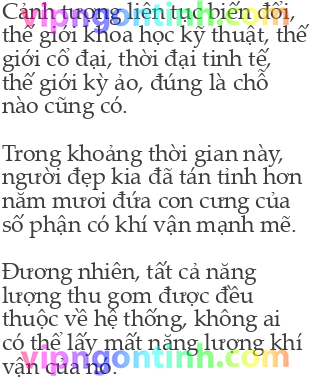 Cảnh tượng liên tục biến đổi,
thế giới khoa học kỹ thuật, thế
giới cổ đại, thời đại tinh tế,
thế giới kỳ ảo, đúng là chỗ
nào cũng có.
Trong khoảng thời gian này,
người đẹp kia đã tán tỉnh hơn
năm mươi đứa con cưng của
số phận có khí vận mạnh mẽ.
Đương nhiên, tất cả năng
lượng thu gom được đều
thuộc về hệ thống, không ai
có thể lấy mất năng lượng khí
vận của nó.
vipngontinh.com
vipngontinh.com